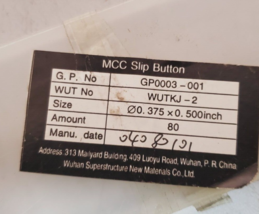 MCC Slip Button
G. P. No GP0003-001
WUT No WUTKJ-2
Size Ø0.375×0.500inch
Amount 80
Manu. date
Address:313 Maiyard Building, 409 Luoyu Road, Wuhan, P. R. China
Wuhan Superstructure New Materials Co., Ltd.